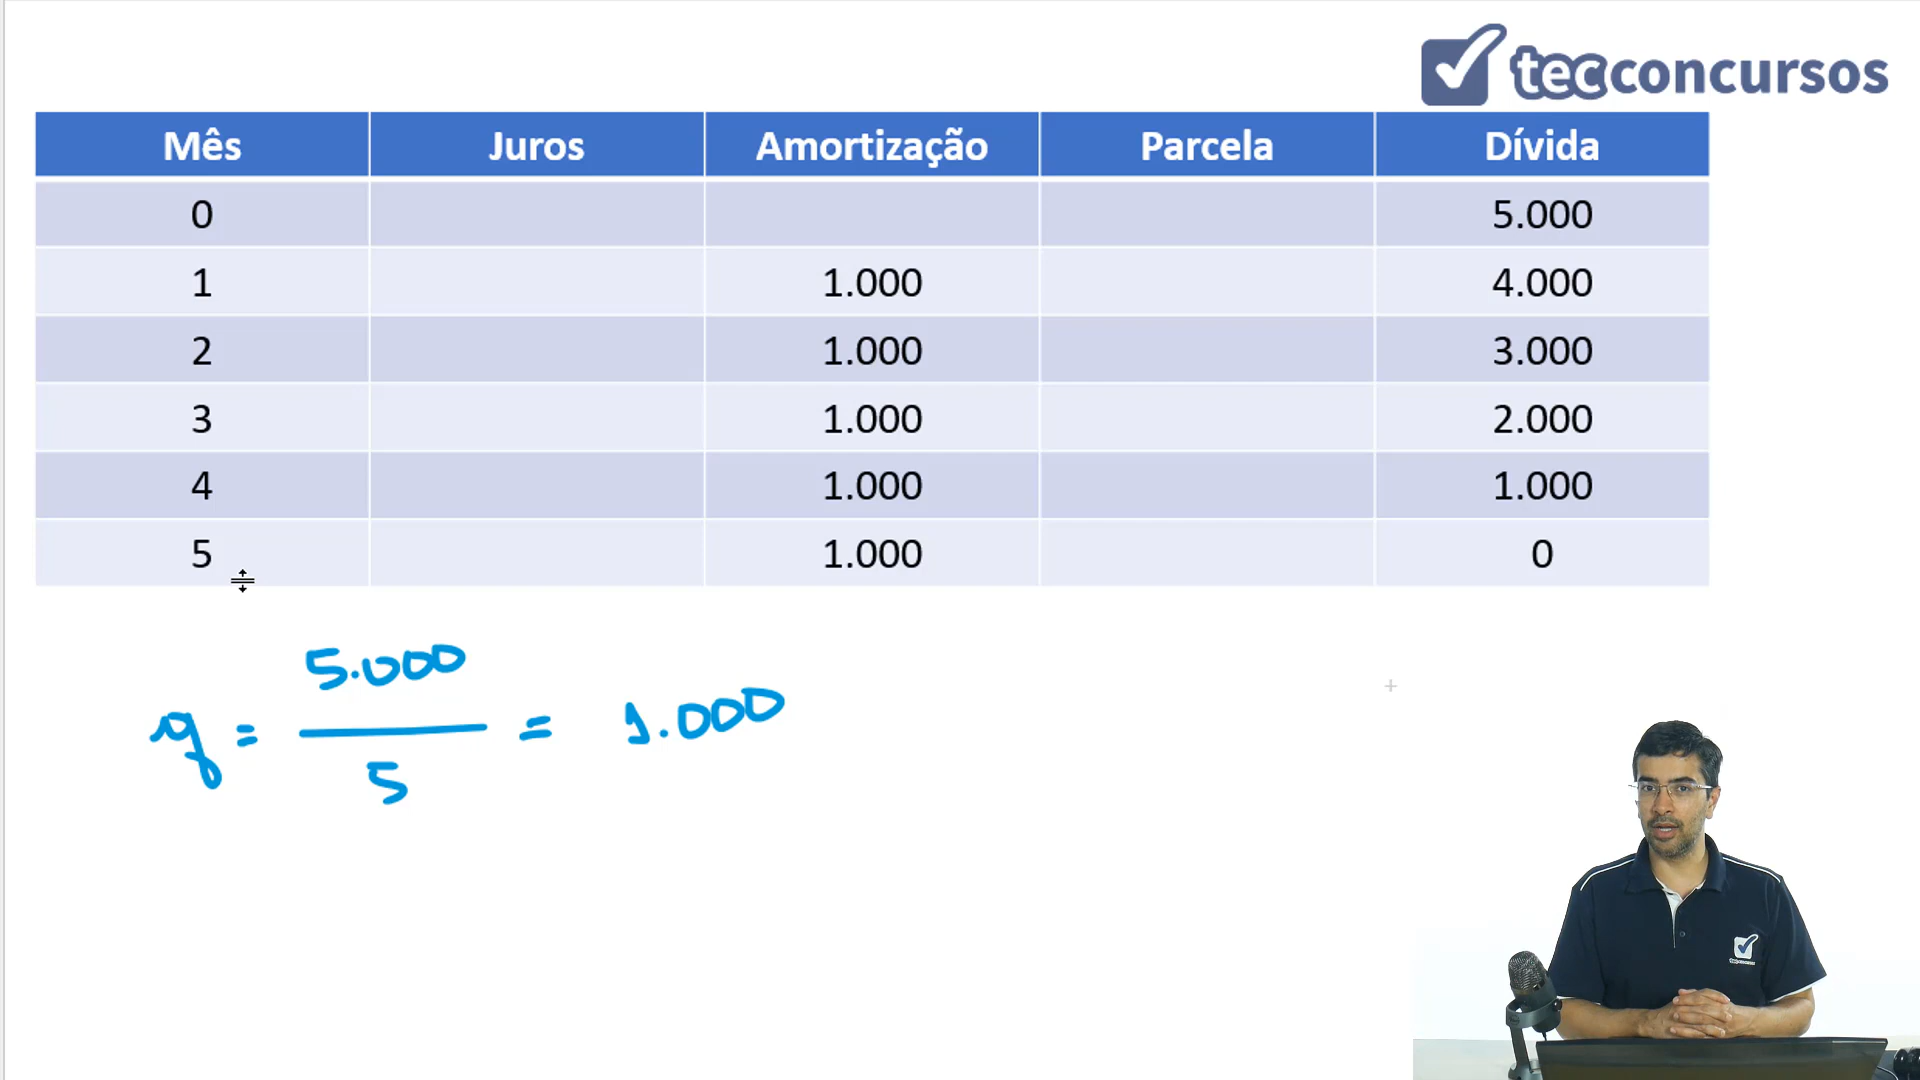 tecconcursos
Mês Juros Amortização Parcela Dívida
0 5.000
1 1.000 4.000
2 1.000 3.000
3 1.000 2.000
4 1.000 1.000
5 1.000 0
5.000
q = = 1.000
5